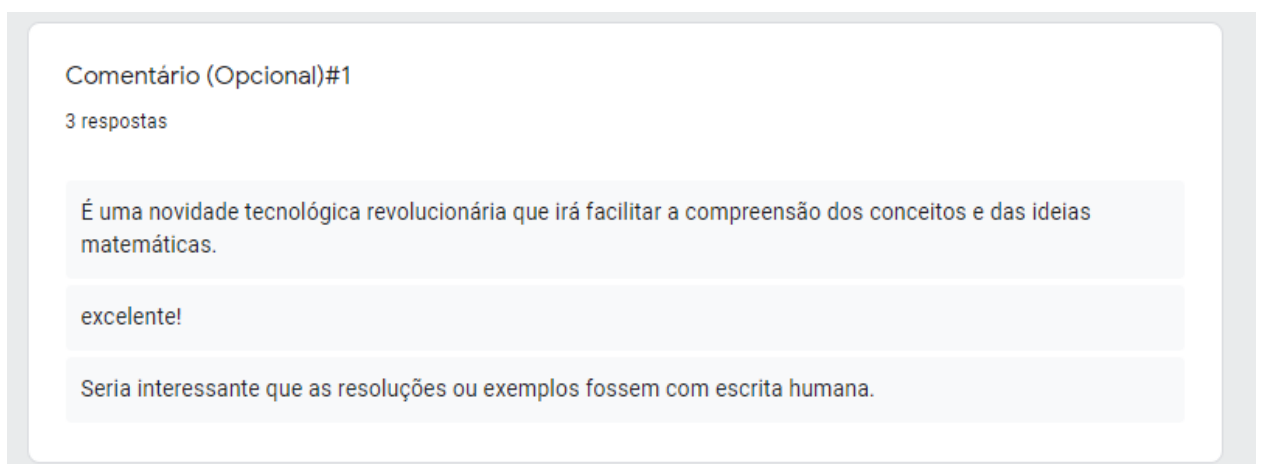 Comentário (Opcional)#1
3 respostas
É uma novidade tecnológica revolucionária que irá facilitar a compreensão dos conceitos e das ideias
matemáticas.
excelente!
Seria interessante que as resoluções ou exemplos fossem com escrita humana.